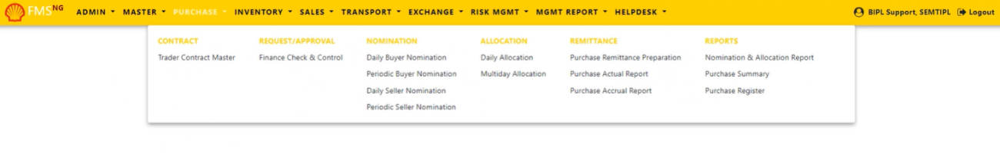 FMSNG ADMIN MASTER PURCHASE INVENTORY SALES TRANSPORT EXCHANGE RISK MGMT MGMT REPORT HELPDESK BIPL Support, SEMTIPL Logout
CONTRACT REQUEST/APPROVAL NOMINATION ALLOCATION REMITTANCE REPORTS
Trader Contract Master Finance Check & Control Daily Buyer Nomination Daily Allocation Purchase Remittance Preparation Nomination & Allocation Report
Periodic Buyer Nomination Multiday Allocation Purchase Actual Report Purchase Summary
Daily Seller Nomination Purchase Accrual Report Purchase Register
Periodic Seller Nomination